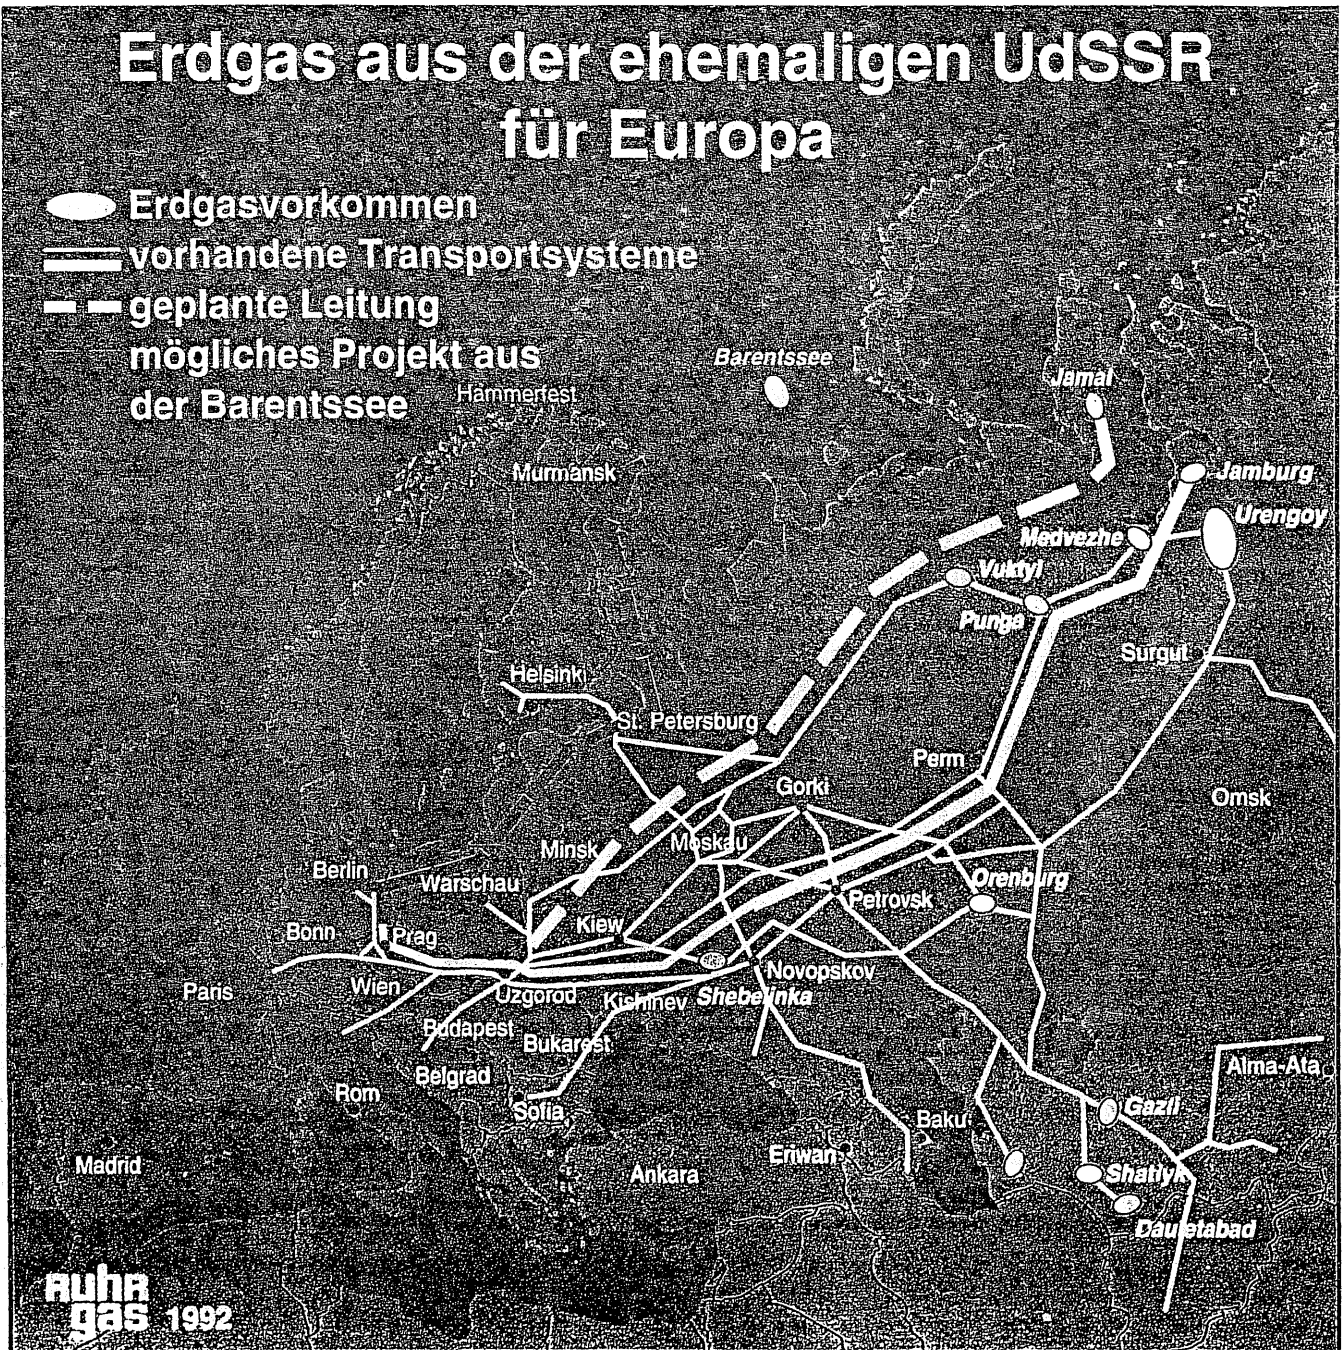 Erdgas aus der ehemaligen UdSSR
für Europa
Erdgasvorkommen
vorhandene Transportsysteme
geplante Leitung
mögliches Projekt aus
der Barentssee
Hammerfest
Barentssee
Jamal
Murmansk
Jamburg
Urengoy
Medvezhe
Vuktyl
Punga
Surgut
Helsinki
St. Petersburg
Perm
Gorki
Omsk
Minsk
Moskau
Berlin
Warschau
Orenburg
Petrovsk
Bonn
Prag
Kiew
Novopskov
Paris
Wien
Uzgorod
Kishinev
Shebelinka
Budapest
Bukarest
Belgrad
Alma-Ata
Rom
Sofia
Gazli
Baku
Eriwan
Madrid
Ankara
Shatlyk
Dauletabad
RuhR
gas 1992